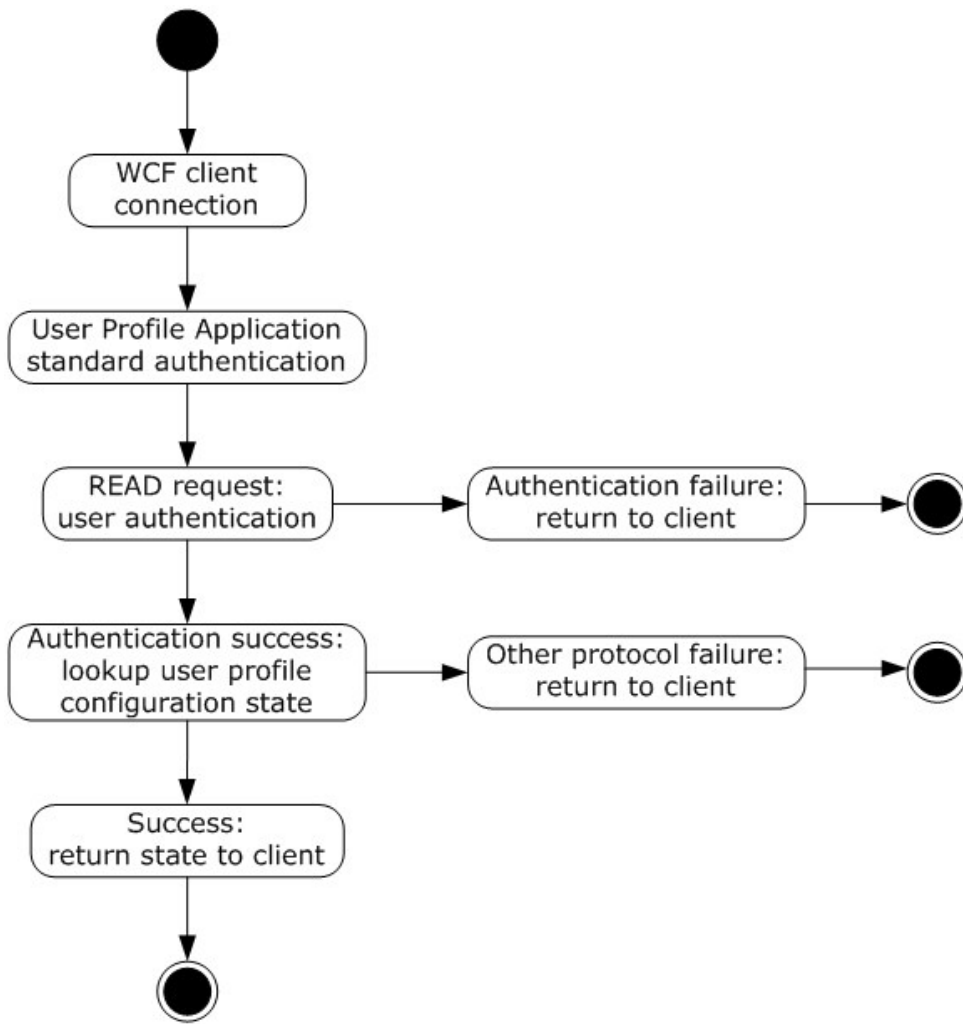 WCF client
connection
User Profile Application
standard authentication
READ request:
user authentication
Authentication failure:
return to client
Authentication success:
lookup user profile
configuration state
Other protocol failure:
return to client
Success:
return state to client